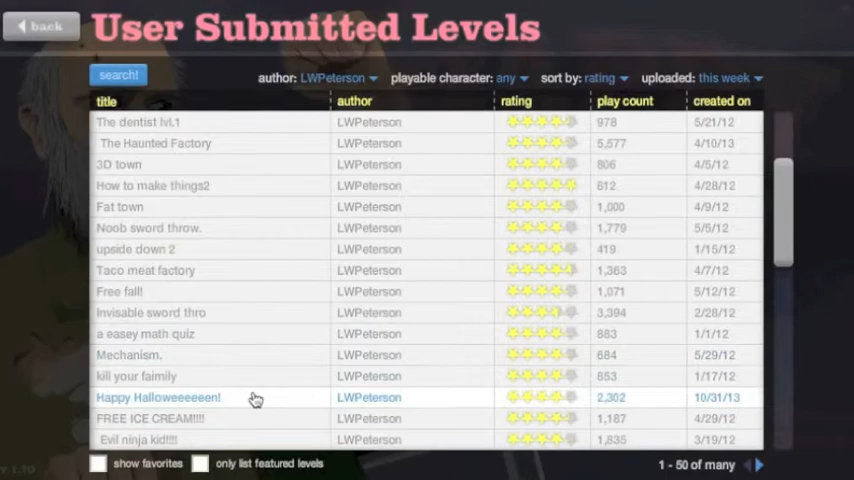 back
User Submitted Levels
search! author: LWPeterson playable character: any sort by: rating uploaded: this week
title author rating play count created on
The dentist lvl.1 LWPeterson 978 5/21/12
The Haunted Factory LWPeterson 5,577 4/10/13
3D town LWPeterson 806 4/5/12
How to make things2 LWPeterson 612 4/28/12
Fat town LWPeterson 1,000 4/9/12
Noob sword throw. LWPeterson 1,779 5/5/12
upside down 2 LWPeterson 419 1/15/12
Taco meat factory LWPeterson 1,363 4/7/12
Free fall! LWPeterson 1,071 5/12/12
Invisable sword thro LWPeterson 3,394 2/28/12
a easey math quiz LWPeterson 883 1/1/12
Mechanism. LWPeterson 684 5/29/12
kill your faimily LWPeterson 853 1/17/12
Happy Halloweeeeeen! LWPeterson 2,302 10/31/13
FREE ICE CREAM!!!! LWPeterson 1,187 4/29/12
Evil ninja kid!!!! LWPeterson 1,835 3/19/12
show favorites only list featured levels 1 - 50 of many